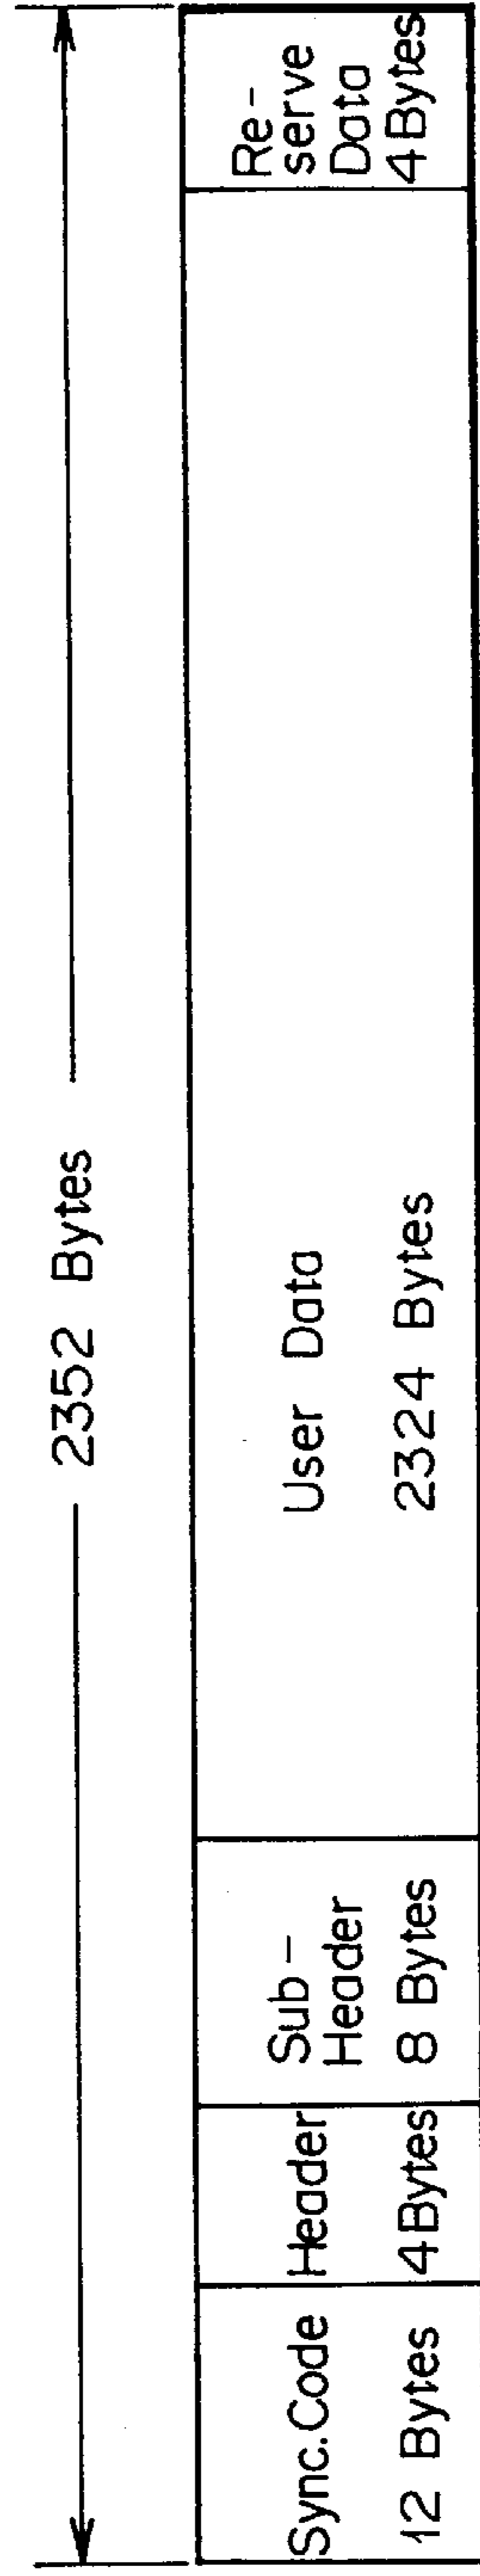 2352 Bytes
Sync. Code
12 Bytes
Header
4 Bytes
Sub-
Header
8 Bytes
User Data
2324 Bytes
Re-
serve
Data
4 Bytes